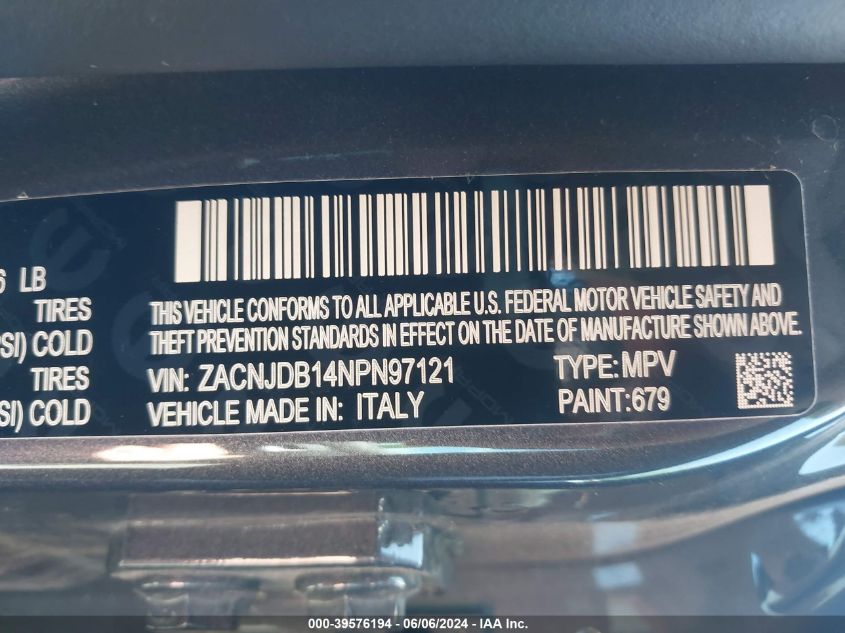 6 LB
TIRES
SI) COLD
TIRES
SI) COLD
THIS VEHICLE CONFORMS TO ALL APPLICABLE U.S. FEDERAL MOTOR VEHICLE SAFETY AND
THEFT PREVENTION STANDARDS IN EFFECT ON THE DATE OF MANUFACTURE SHOWN ABOVE.
VIN: ZACNJDB14NPN97121 TYPE: MPV
VEHICLE MADE IN: ITALY PAINT:679
000-39576194 - 06/06/2024 - IAA Inc.